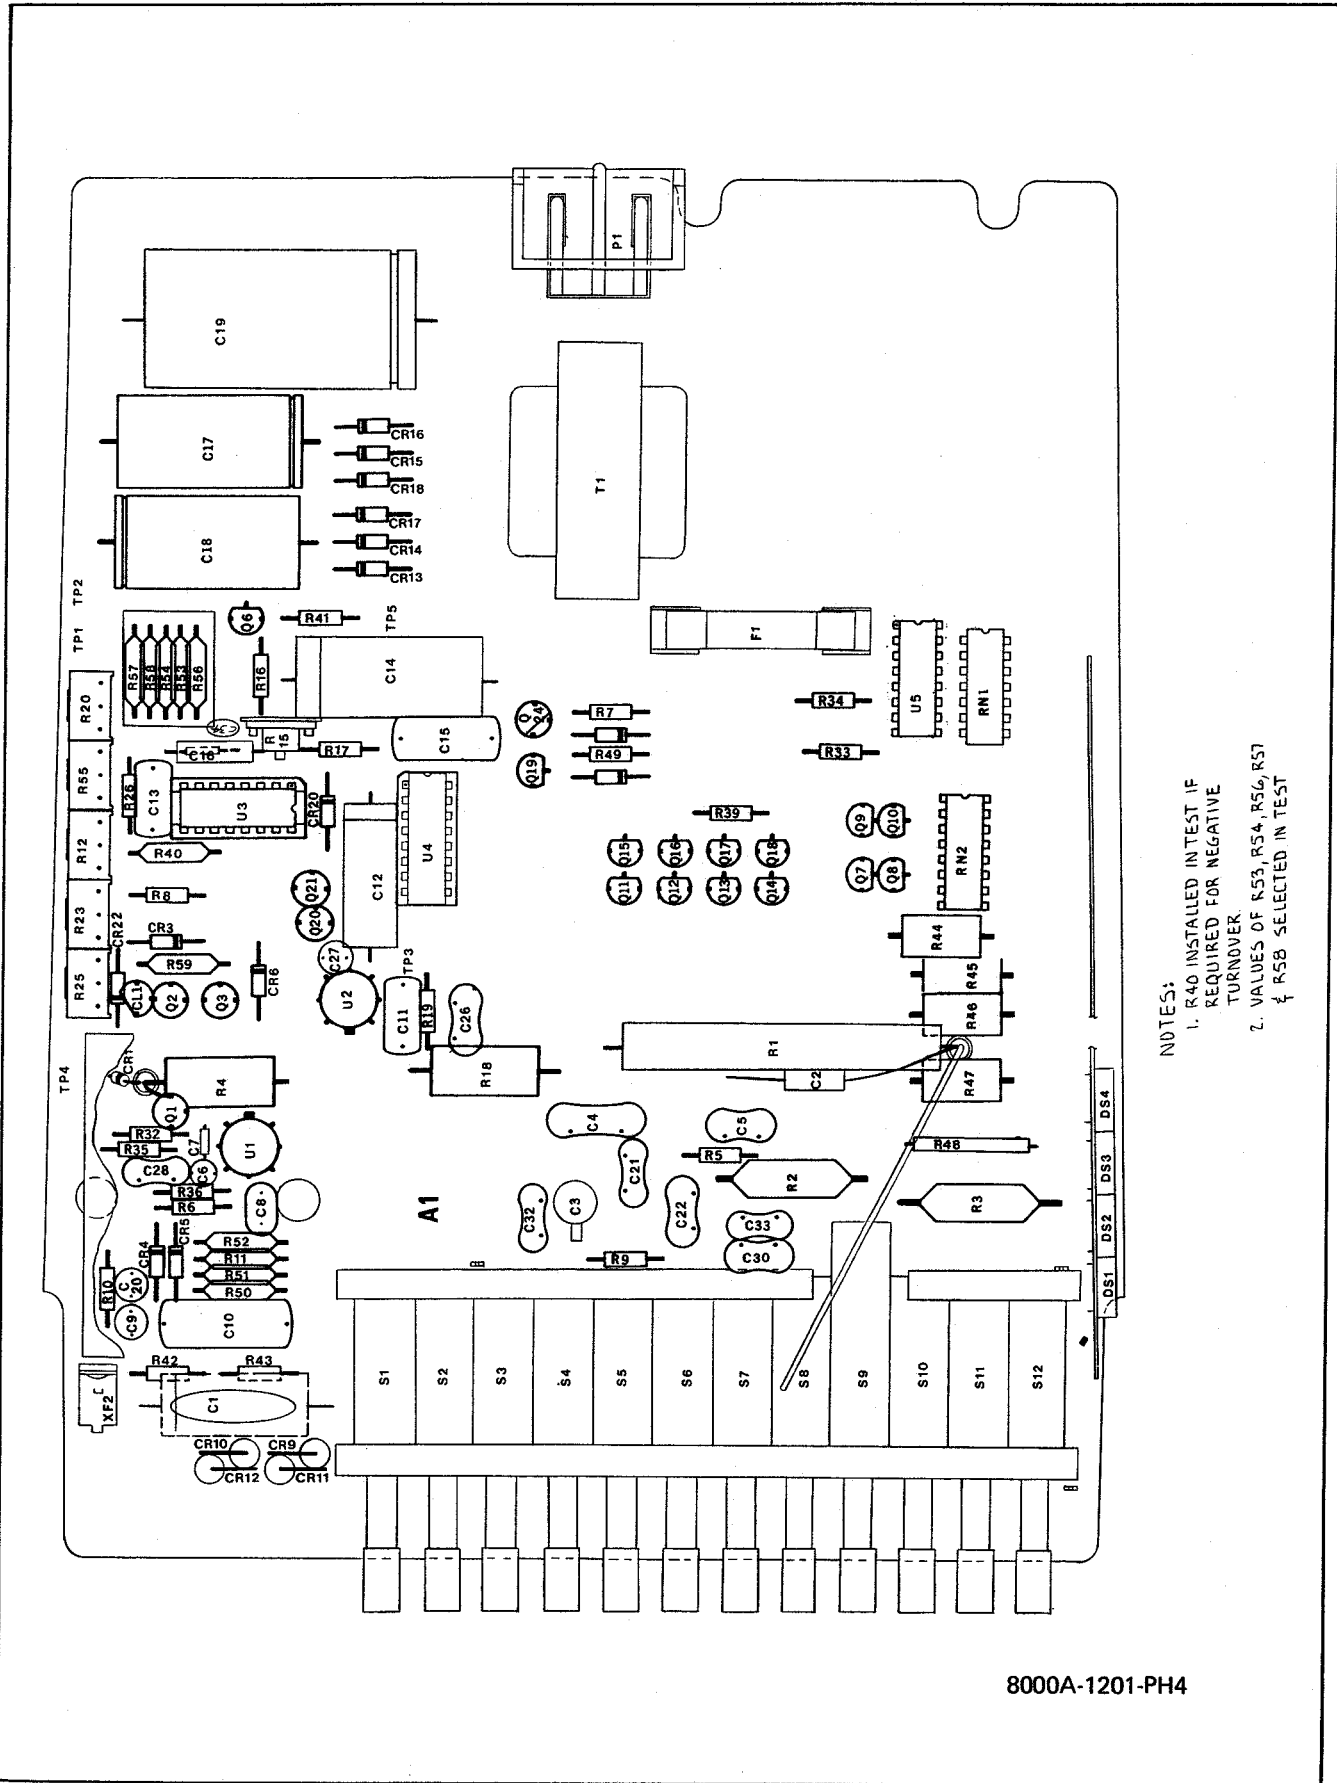 P1
C19
C17
C18
CR16
CR15
CR18
CR17
CR14
CR13
T1
TP2
TP1
TP5
Q6
R41
F1
R57
R58
R54
R53
R56
R16
C14
R20
R
15
R17
C16
C15
Q
24
R7
R49
Q19
R34
R33
U5
RN1
R55
R26
C13
U3
CR20
R12
R40
U4
C12
R39
Q15
Q16
Q17
Q18
Q11
Q12
Q13
Q14
Q9
Q10
Q7
Q8
RN2
R23
R8
CR22
CR3
Q21
Q20
R59
CR6
C27
TP3
R44
R45
R46
R47
R25
CL1
Q2
Q3
U2
C11
R19
C26
R18
R1
C2
TP4
CR1
R4
Q1
R32
R35
C7
U1
C28
C6
R36
R6
C8
C4
C5
C21
R5
R2
R48
R3
C32
C3
C22
C33
C30
R9
A1
DS4
DS3
DS2
DS1
CR4
CR5
R52
R11
R51
R50
R10
C
20
C9
C10
R42
R43
XF2
C1
CR10
CR9
CR12
CR11
S1
S2
S3
S4
S5
S6
S7
S8
S9
S10
S11
S12
NOTES:
1. R40 INSTALLED IN TEST IF
REQUIRED FOR NEGATIVE
TURNOVER.
2. VALUES OF R53, R54, R56, R57
& R58 SELECTED IN TEST
8000A-1201-PH4